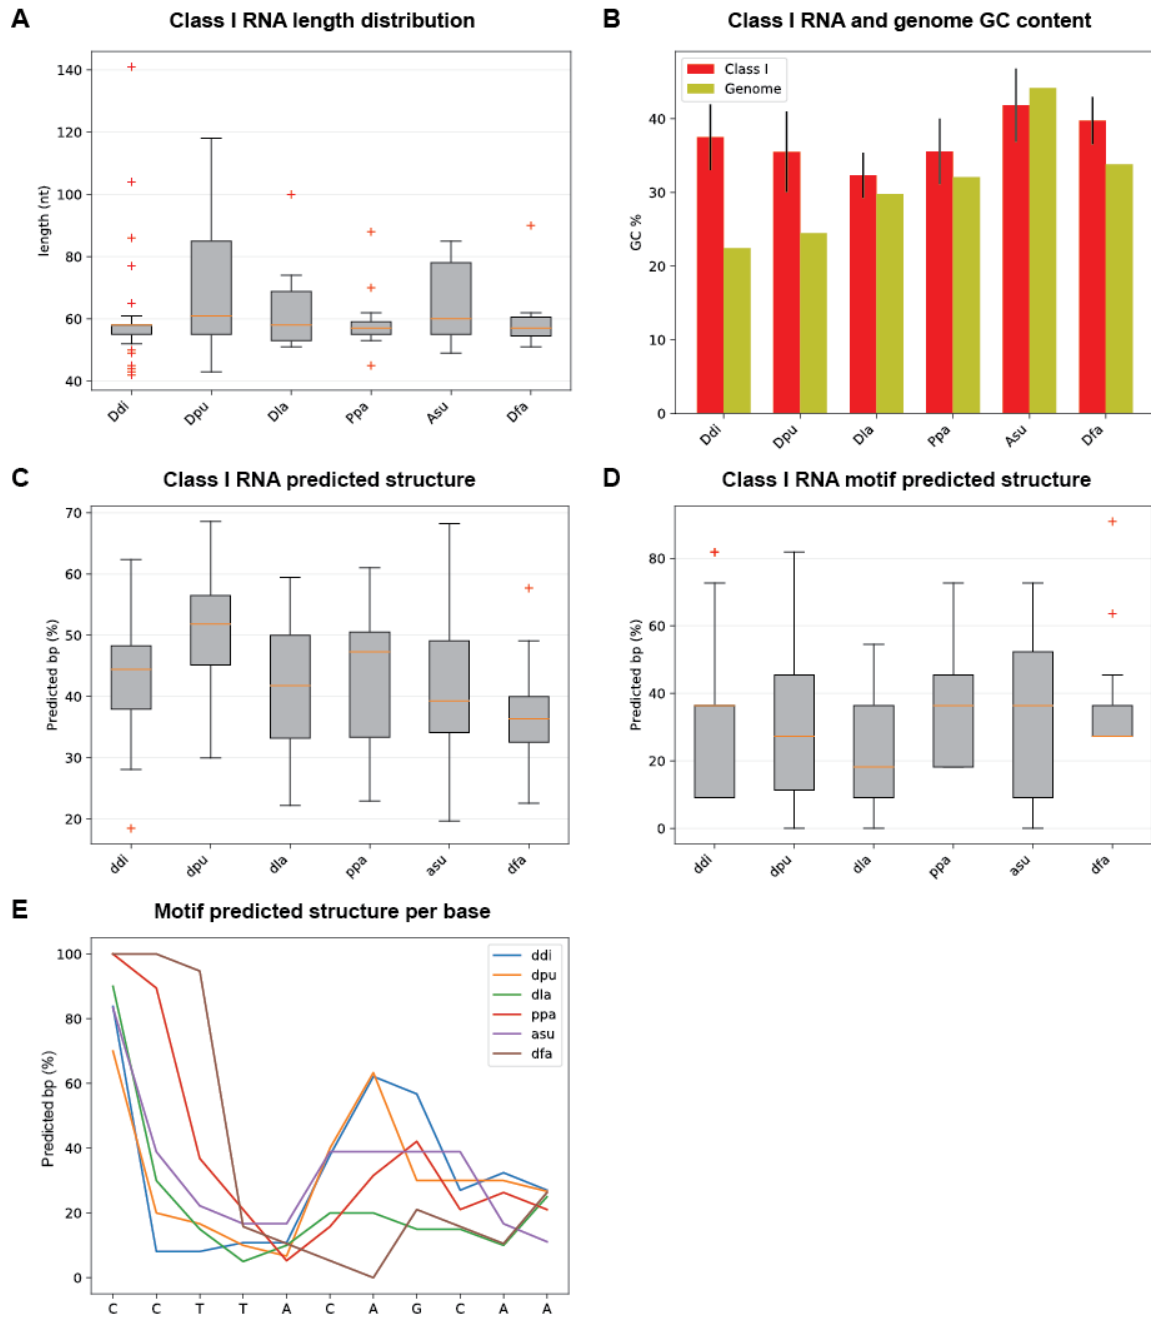 A
Class I RNA length distribution
length (nt)
140
120
100
80
60
40
Ddi
Dpu
Dla
Ppa
Asu
Dfa
B
Class I RNA and genome GC content
Class I
Genome
GC %
40
30
20
10
0
Ddi
Dpu
Dla
Ppa
Asu
Dfa
C
Class I RNA predicted structure
Predicted bp (%)
70
60
50
40
30
20
ddi
dpu
dla
ppa
asu
dfa
D
Class I RNA motif predicted structure
Predicted bp (%)
80
60
40
20
0
ddi
dpu
dla
ppa
asu
dfa
E
Motif predicted structure per base
Predicted bp (%)
100
80
60
40
20
0
ddi
dpu
dla
ppa
asu
dfa
C C T T A C A G C A A